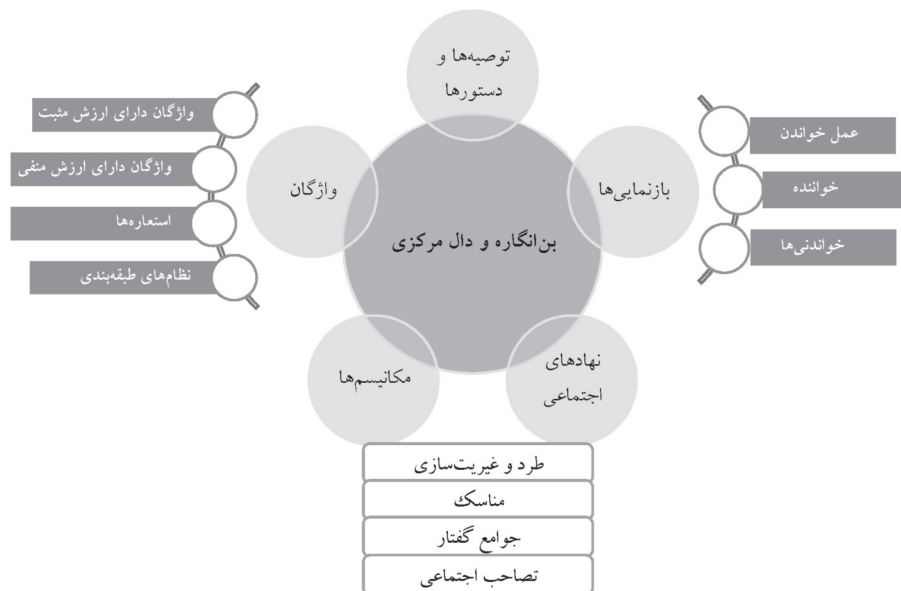 توصیه‌ها و
دستورها
بازنمایی‌ها
عمل خواندن
خواننده
خواندنی‌ها
واژگان
واژگان دارای ارزش مثبت
واژگان دارای ارزش منفی
استعاره‌ها
نظام‌های طبقه‌بندی
بن‌انگاره و دال مرکزی
نهادهای
اجتماعی
مکانیسم‌ها
طرد و غیریت‌سازی
مناسک
جوامع گفتار
تصاحب اجتماعی